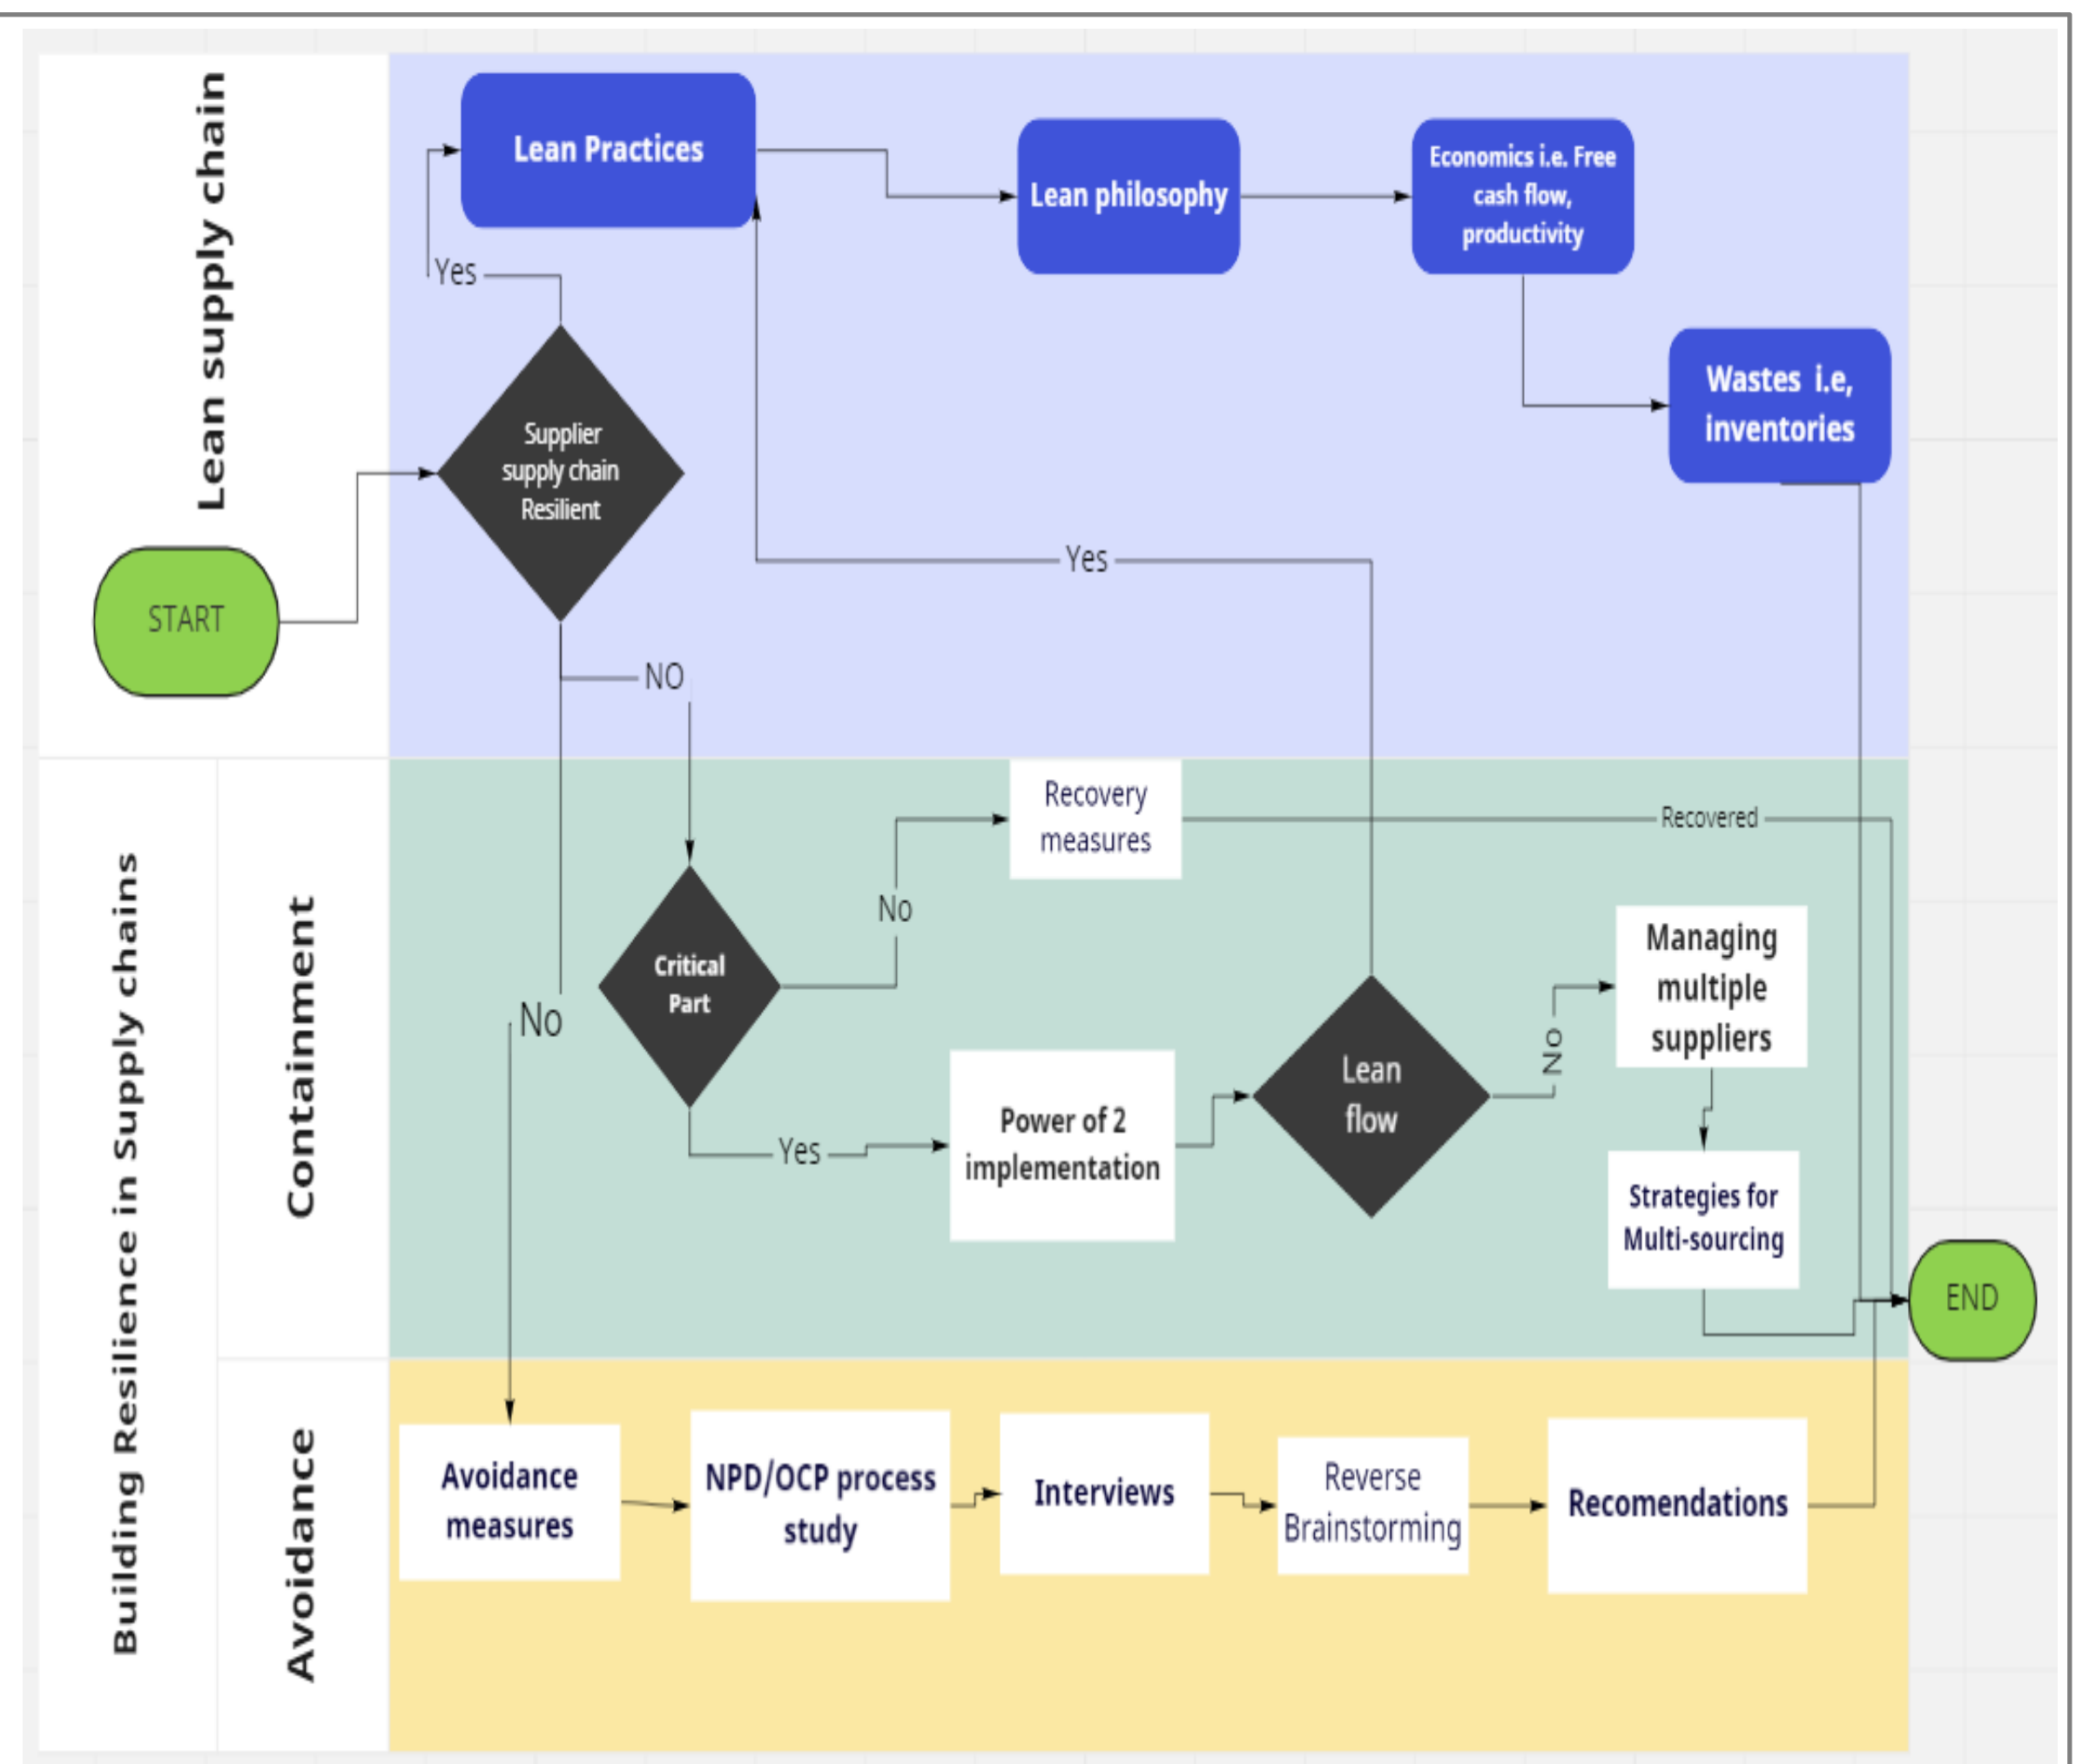 Lean supply chain
Building Resilience in Supply chains
Containment
Avoidance
START
Lean Practices
Lean philosophy
Economics i.e. Free
cash flow,
productivity
Wastes i.e,
inventories
Yes
Supplier
supply chain
Resilient
Yes
NO
Recovery
measures
Recovered
No
Critical
Part
No
Managing
multiple
suppliers
No
Lean
flow
Power of 2
implementation
Yes
Strategies for
Multi-sourcing
END
Avoidance
measures
NPD/OCP process
study
Interviews
Reverse
Brainstorming
Recomendations